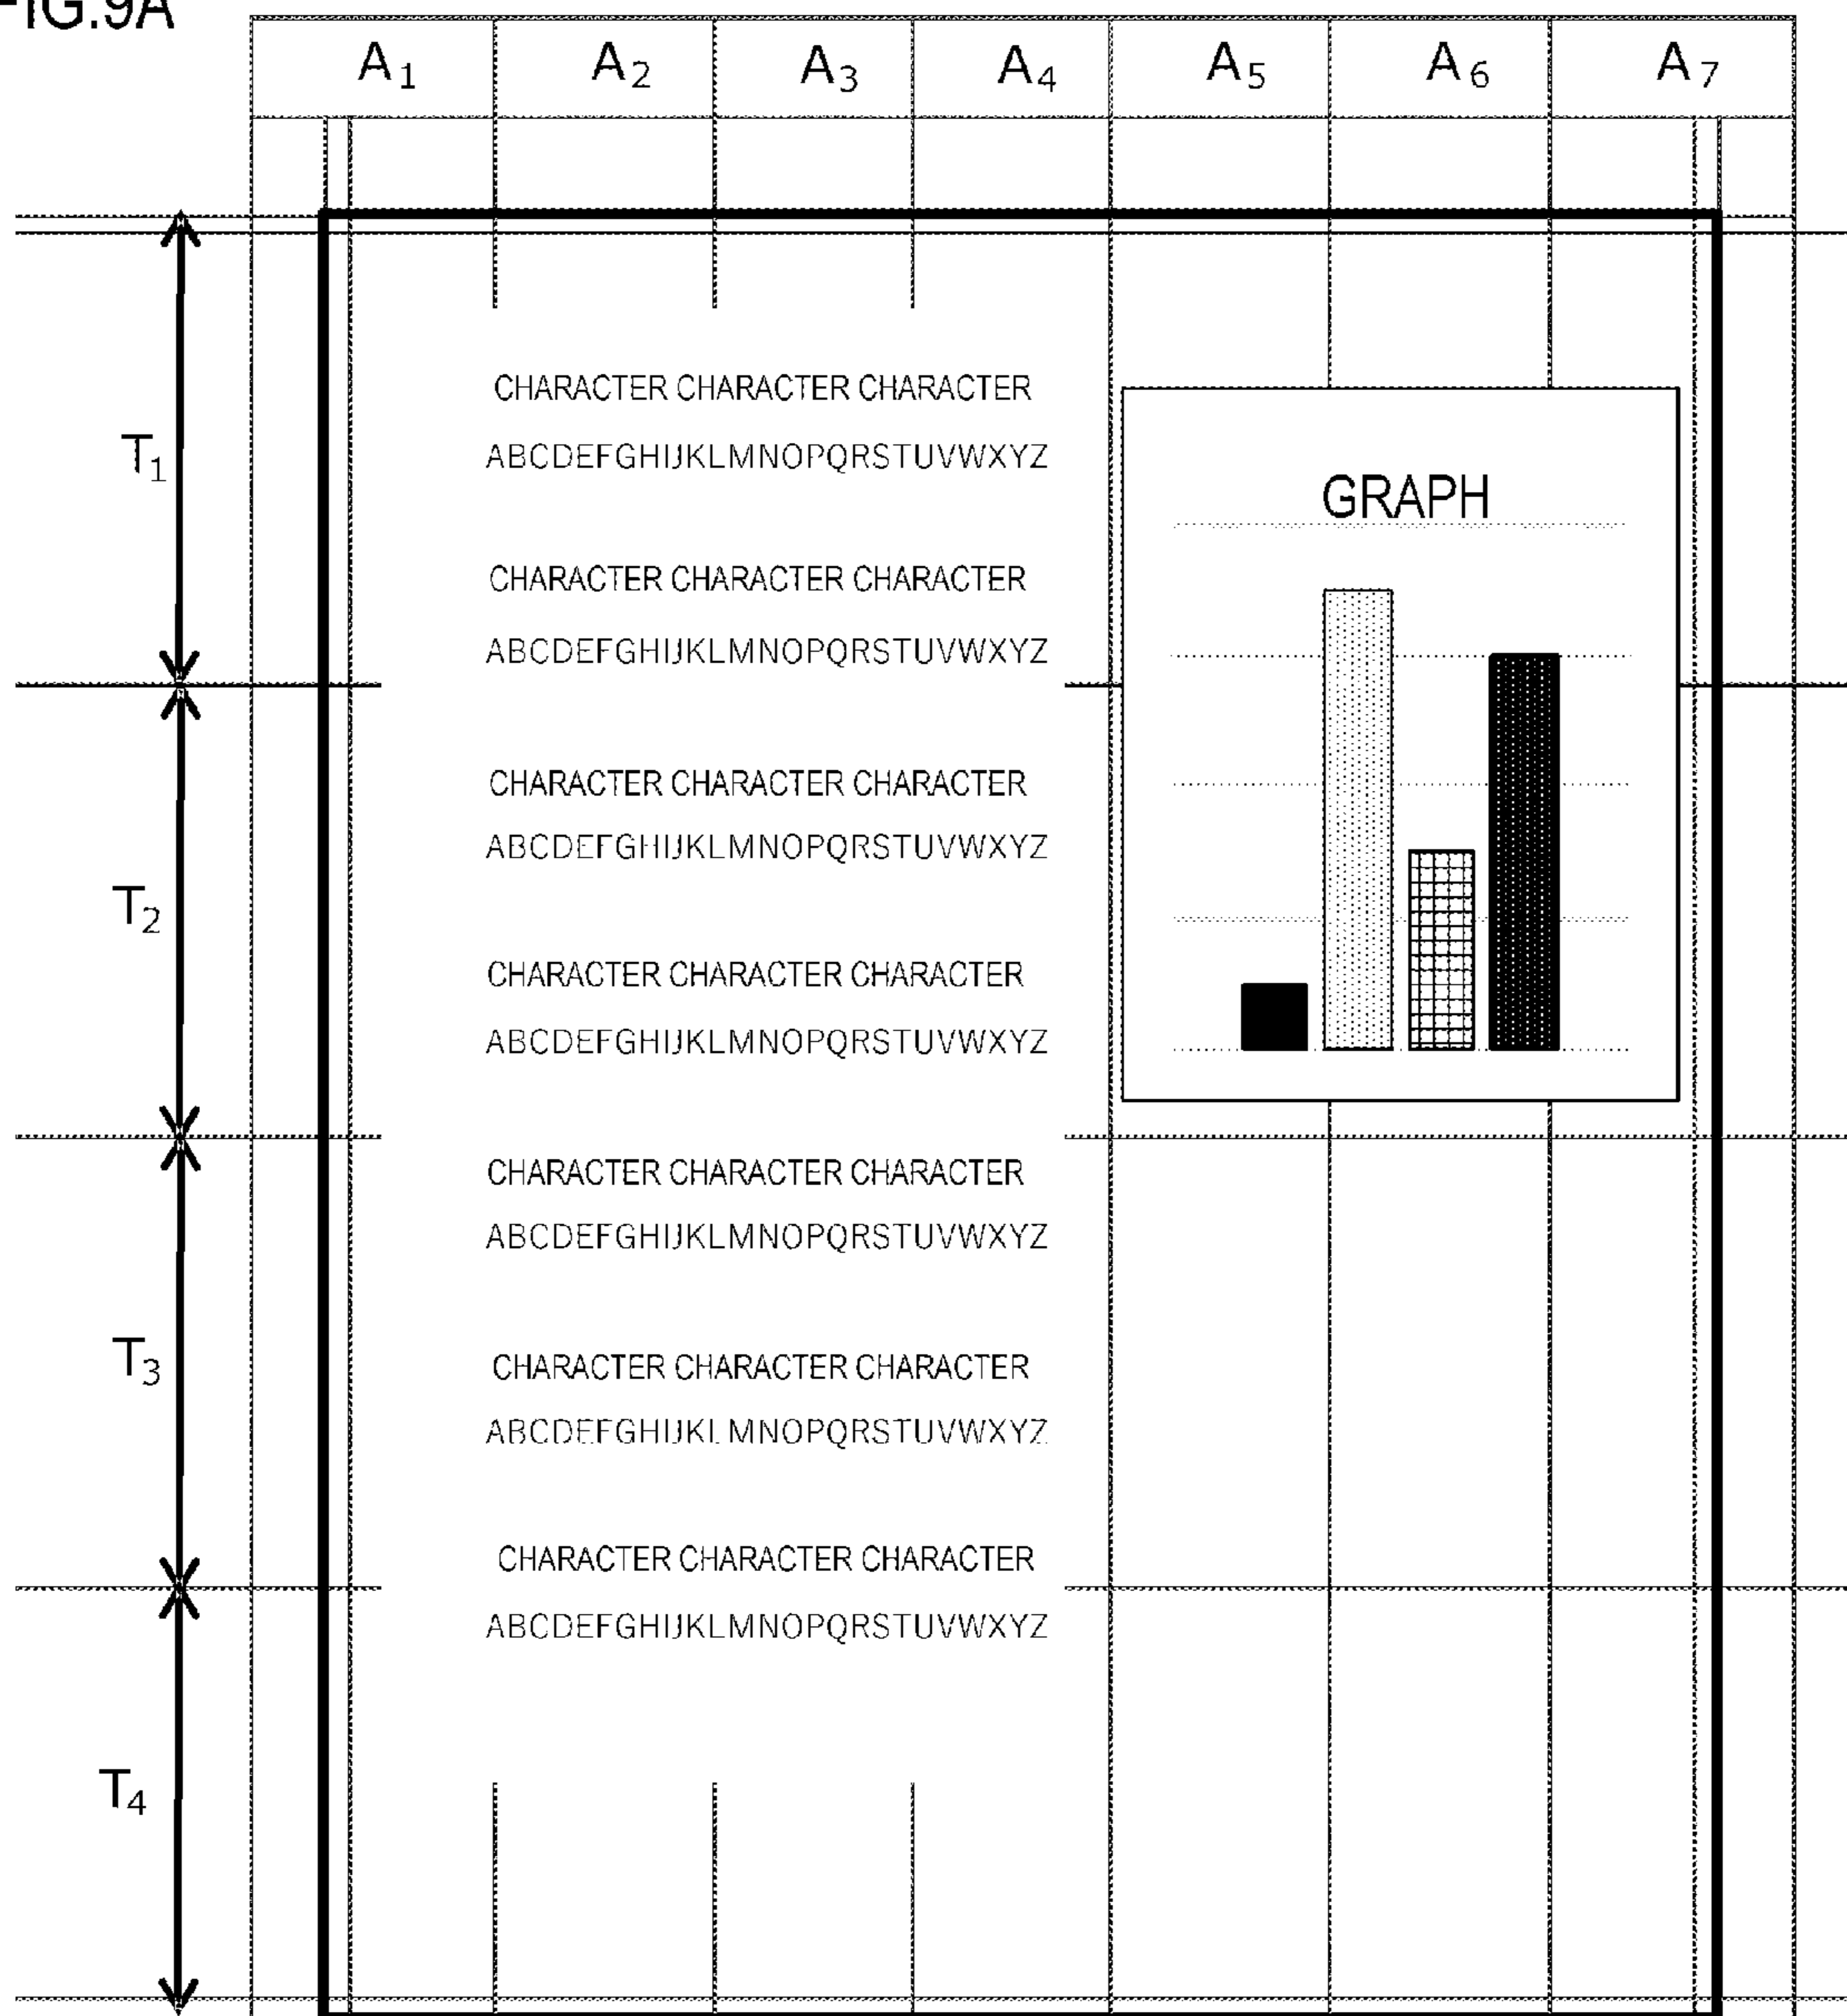 FIG.9A
A1 A2 A3 A4 A5 A6 A7
T1
CHARACTER CHARACTER CHARACTER
ABCDEFGHIJKLMNOPQRSTUVWXYZ
CHARACTER CHARACTER CHARACTER
ABCDEFGHIJKLMNOPQRSTUVWXYZ
GRAPH
T2
CHARACTER CHARACTER CHARACTER
ABCDEFGHIJKLMNOPQRSTUVWXYZ
CHARACTER CHARACTER CHARACTER
ABCDEFGHIJKLMNOPQRSTUVWXYZ
T3
CHARACTER CHARACTER CHARACTER
ABCDEFGHIJKLMNOPQRSTUVWXYZ
CHARACTER CHARACTER CHARACTER
ABCDEFGHIJKLMNOPQRSTUVWXYZ
CHARACTER CHARACTER CHARACTER
T4
ABCDEFGHIJKLMNOPQRSTUVWXYZ